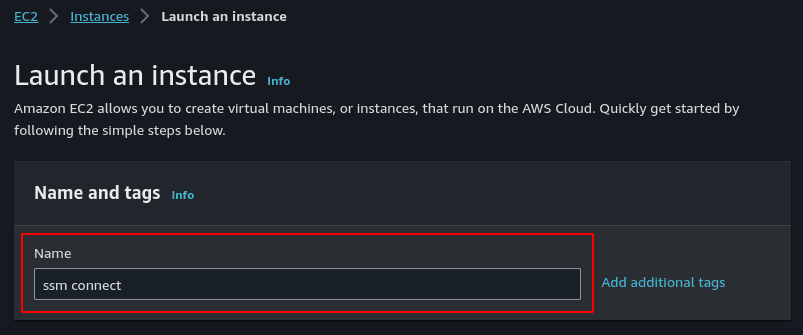 EC2 > Instances > Launch an instance
Launch an instance Info
Amazon EC2 allows you to create virtual machines, or instances, that run on the AWS Cloud. Quickly get started by
following the simple steps below.
Name and tags Info
Name
ssm connect
Add additional tags